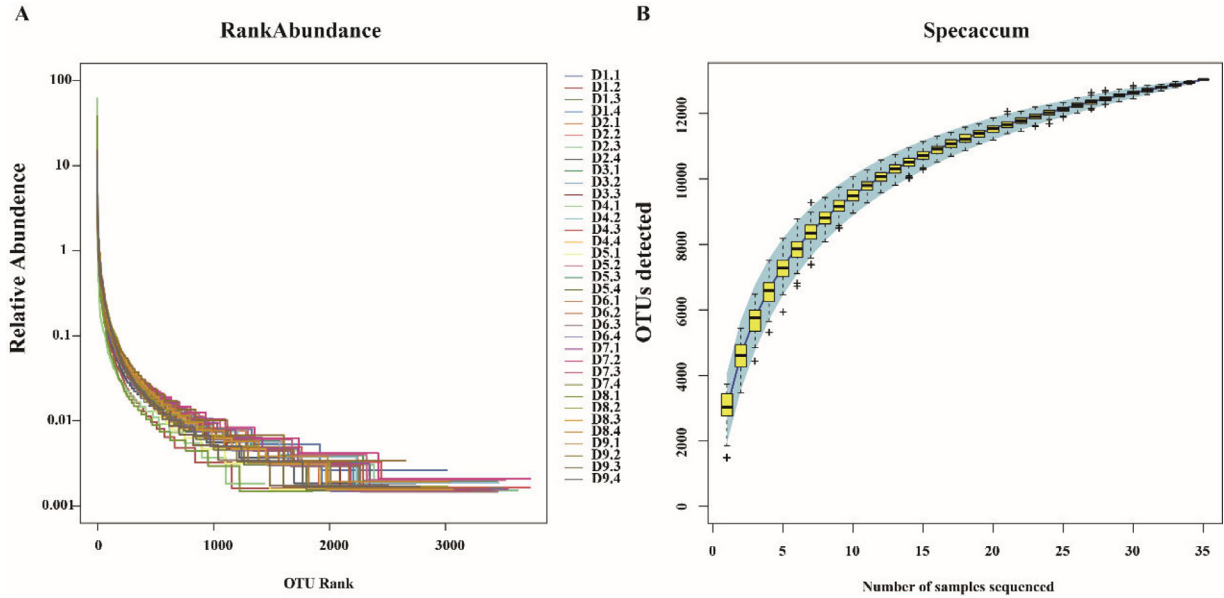 A
RankAbundance
Relative Abundence
100
10
1
0.1
0.01
0.001
0 1000 2000 3000
OTU Rank
D1.1
D1.2
D1.3
D1.4
D2.1
D2.2
D2.3
D2.4
D3.1
D3.2
D3.3
D4.1
D4.2
D4.3
D4.4
D5.1
D5.2
D5.3
D5.4
D6.1
D6.2
D6.3
D6.4
D7.1
D7.2
D7.3
D7.4
D8.1
D8.2
D8.3
D8.4
D9.1
D9.2
D9.3
D9.4
B
Specaccum
OTUs detected
12000
10000
8000
6000
4000
2000
0
0 5 10 15 20 25 30 35
Number of samples sequenced